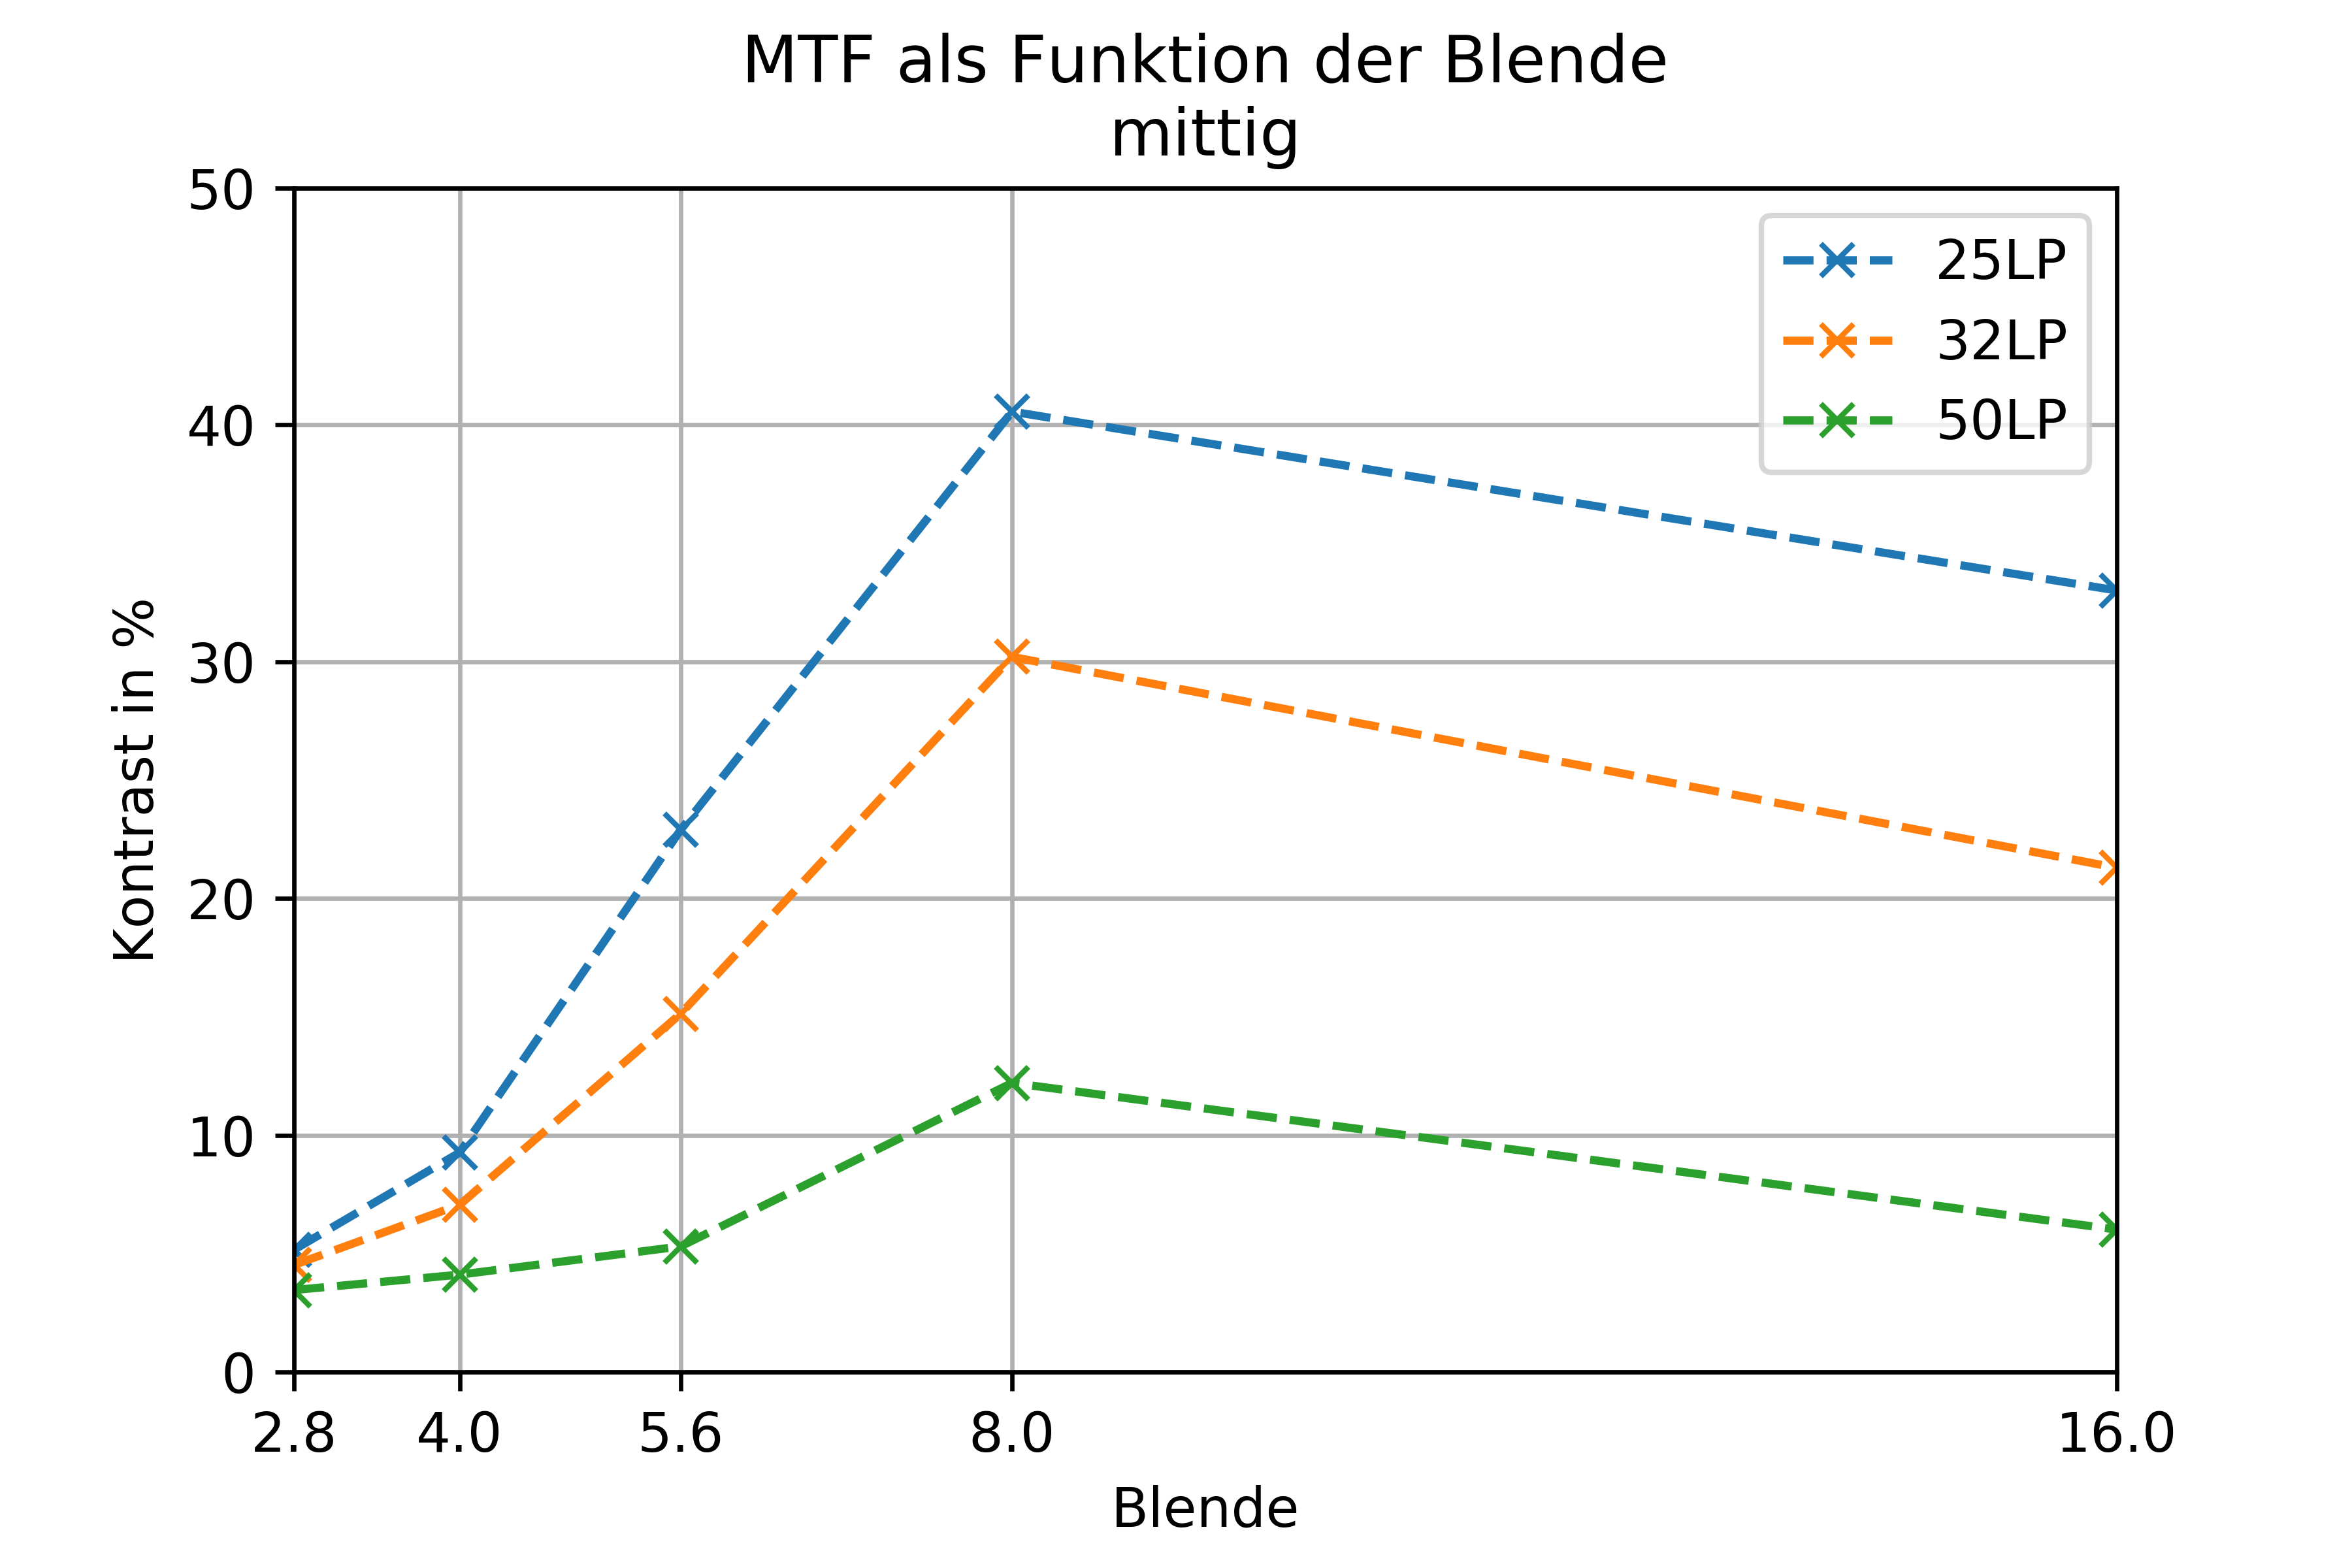 MTF als Funktion der Blende
mittig
50
40
30
20
10
0
Kontrast in %
25LP
32LP
50LP
2.8 4.0 5.6 8.0 16.0
Blende